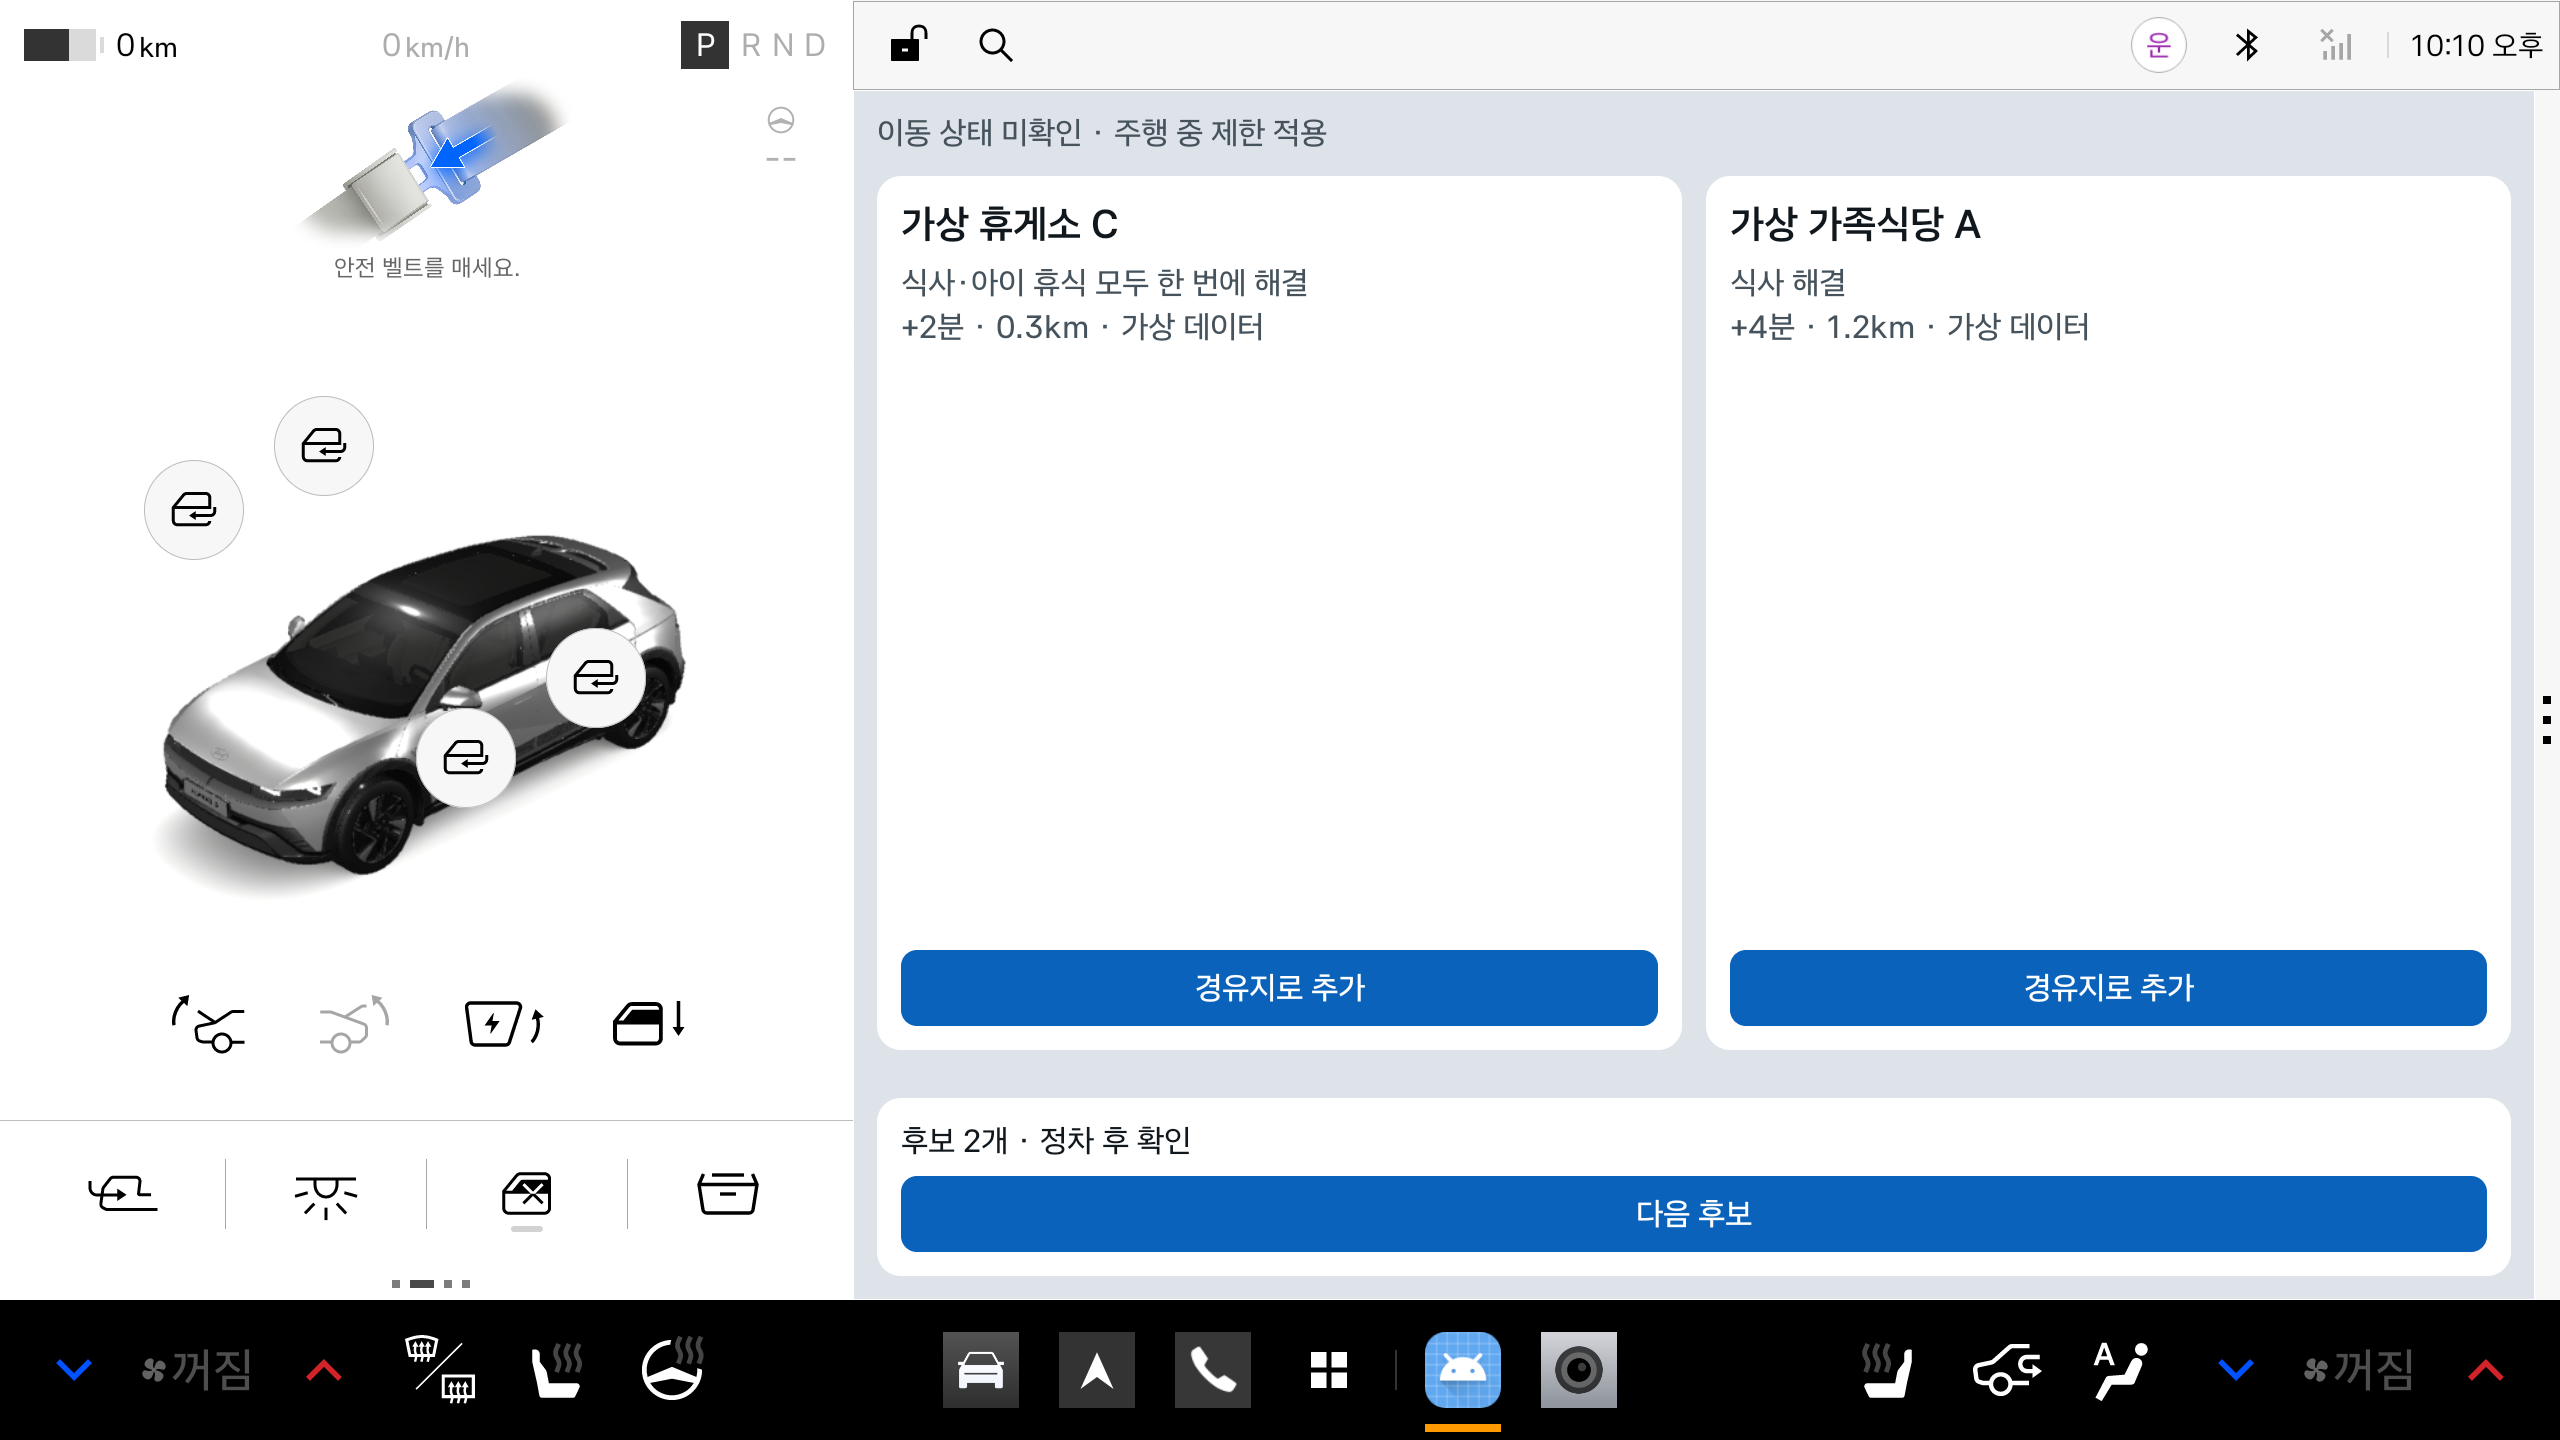 0 km
0 km/h
P R N D
운
10:10 오후
안전 벨트를 매세요.
이동 상태 미확인 · 주행 중 제한 적용
가상 휴게소 C
식사·아이 휴식 모두 한 번에 해결
+2분 · 0.3km · 가상 데이터
경유지로 추가
가상 가족식당 A
식사 해결
+4분 · 1.2km · 가상 데이터
경유지로 추가
후보 2개 · 정차 후 확인
다음 후보
꺼짐
A
꺼짐